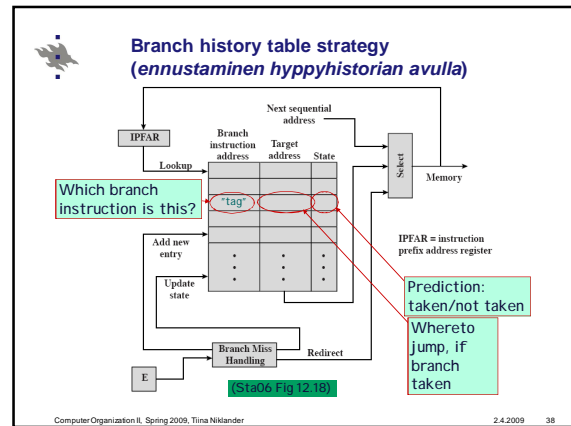 Branch history table strategy
(ennustaminen hyppyhistorian avulla)
Next sequential
address
IPFAR
Branch
instruction
address
Target
address
State
Lookup
Select
Memory
Which branch
instruction is this?
"tag"
Add new
entry
IPFAR = instruction
prefix address register
Update
state
Prediction:
taken/not taken
Whereto
jump, if
branch
taken
Branch Miss
Handling
Redirect
E
(Sta06 Fig 12.18)
Computer Organization II, Spring 2009, Tiina Niklander
2.4.2009
38